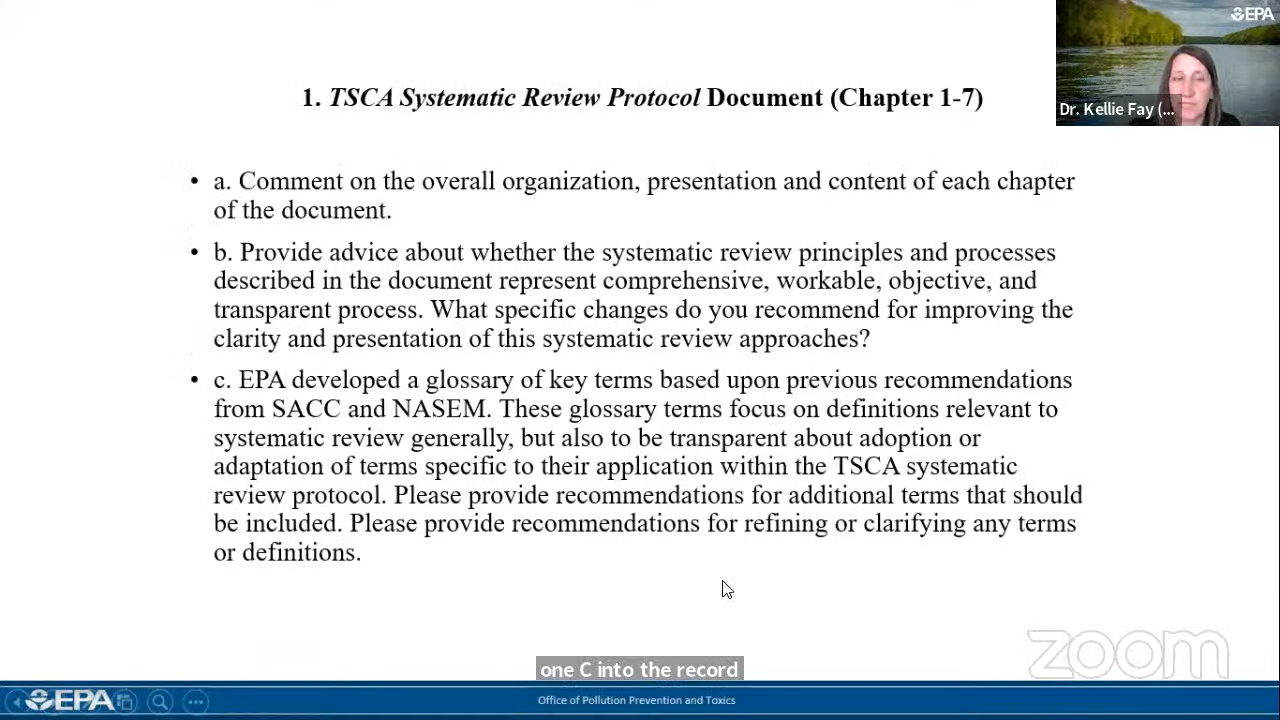 EPA
Dr. Kellie Fay (...
1. TSCA Systematic Review Protocol Document (Chapter 1-7)
• a. Comment on the overall organization, presentation and content of each chapter
of the document.
• b. Provide advice about whether the systematic review principles and processes
described in the document represent comprehensive, workable, objective, and
transparent process. What specific changes do you recommend for improving the
clarity and presentation of this systematic review approaches?
• c. EPA developed a glossary of key terms based upon previous recommendations
from SACC and NASEM. These glossary terms focus on definitions relevant to
systematic review generally, but also to be transparent about adoption or
adaptation of terms specific to their application within the TSCA systematic
review protocol. Please provide recommendations for additional terms that should
be included. Please provide recommendations for refining or clarifying any terms
or definitions.
zoom
one C into the record
EPA
Office of Pollution Prevention and Toxics